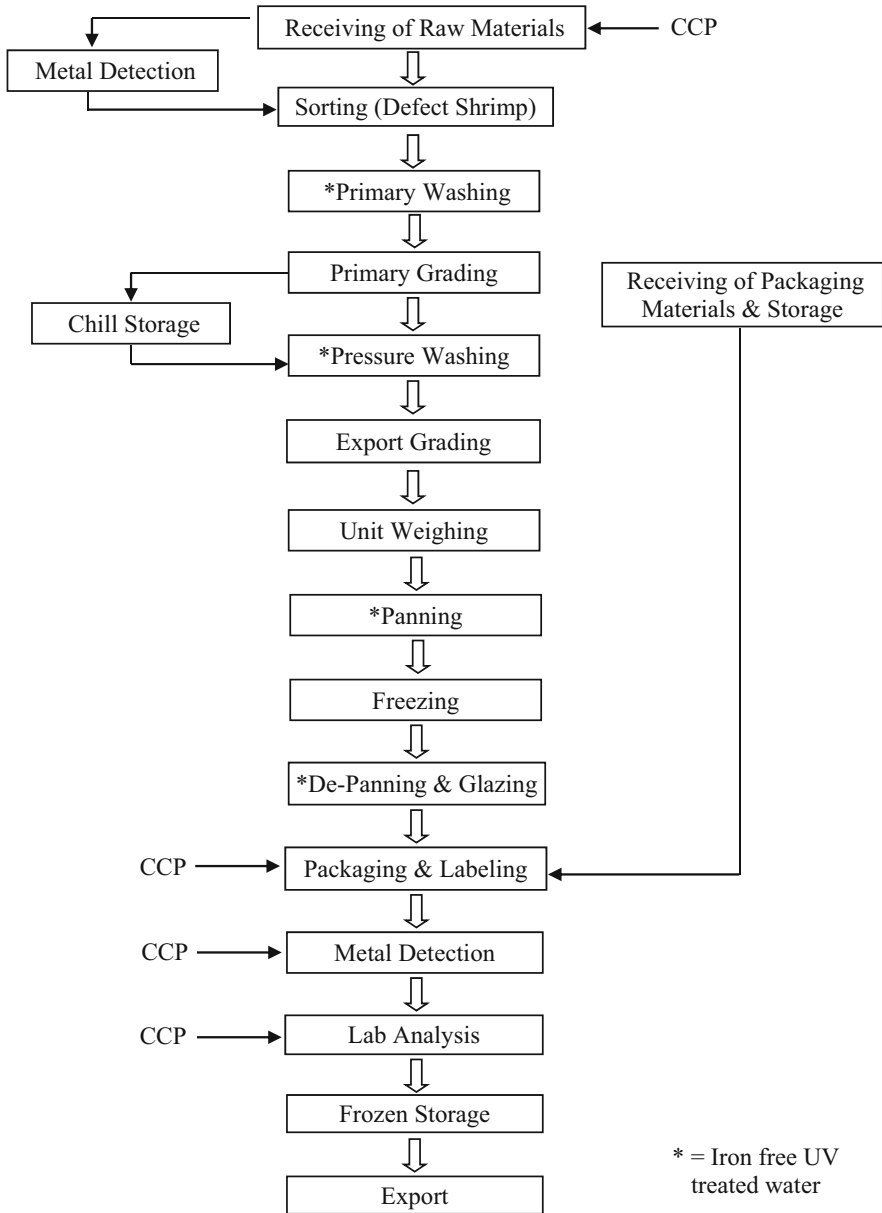 Receiving of Raw Materials
CCP
Metal Detection
Sorting (Defect Shrimp)
*Primary Washing
Primary Grading
Receiving of Packaging
Materials & Storage
Chill Storage
*Pressure Washing
Export Grading
Unit Weighing
*Panning
Freezing
*De-Panning & Glazing
CCP
Packaging & Labeling
CCP
Metal Detection
CCP
Lab Analysis
Frozen Storage
* = Iron free UV
treated water
Export